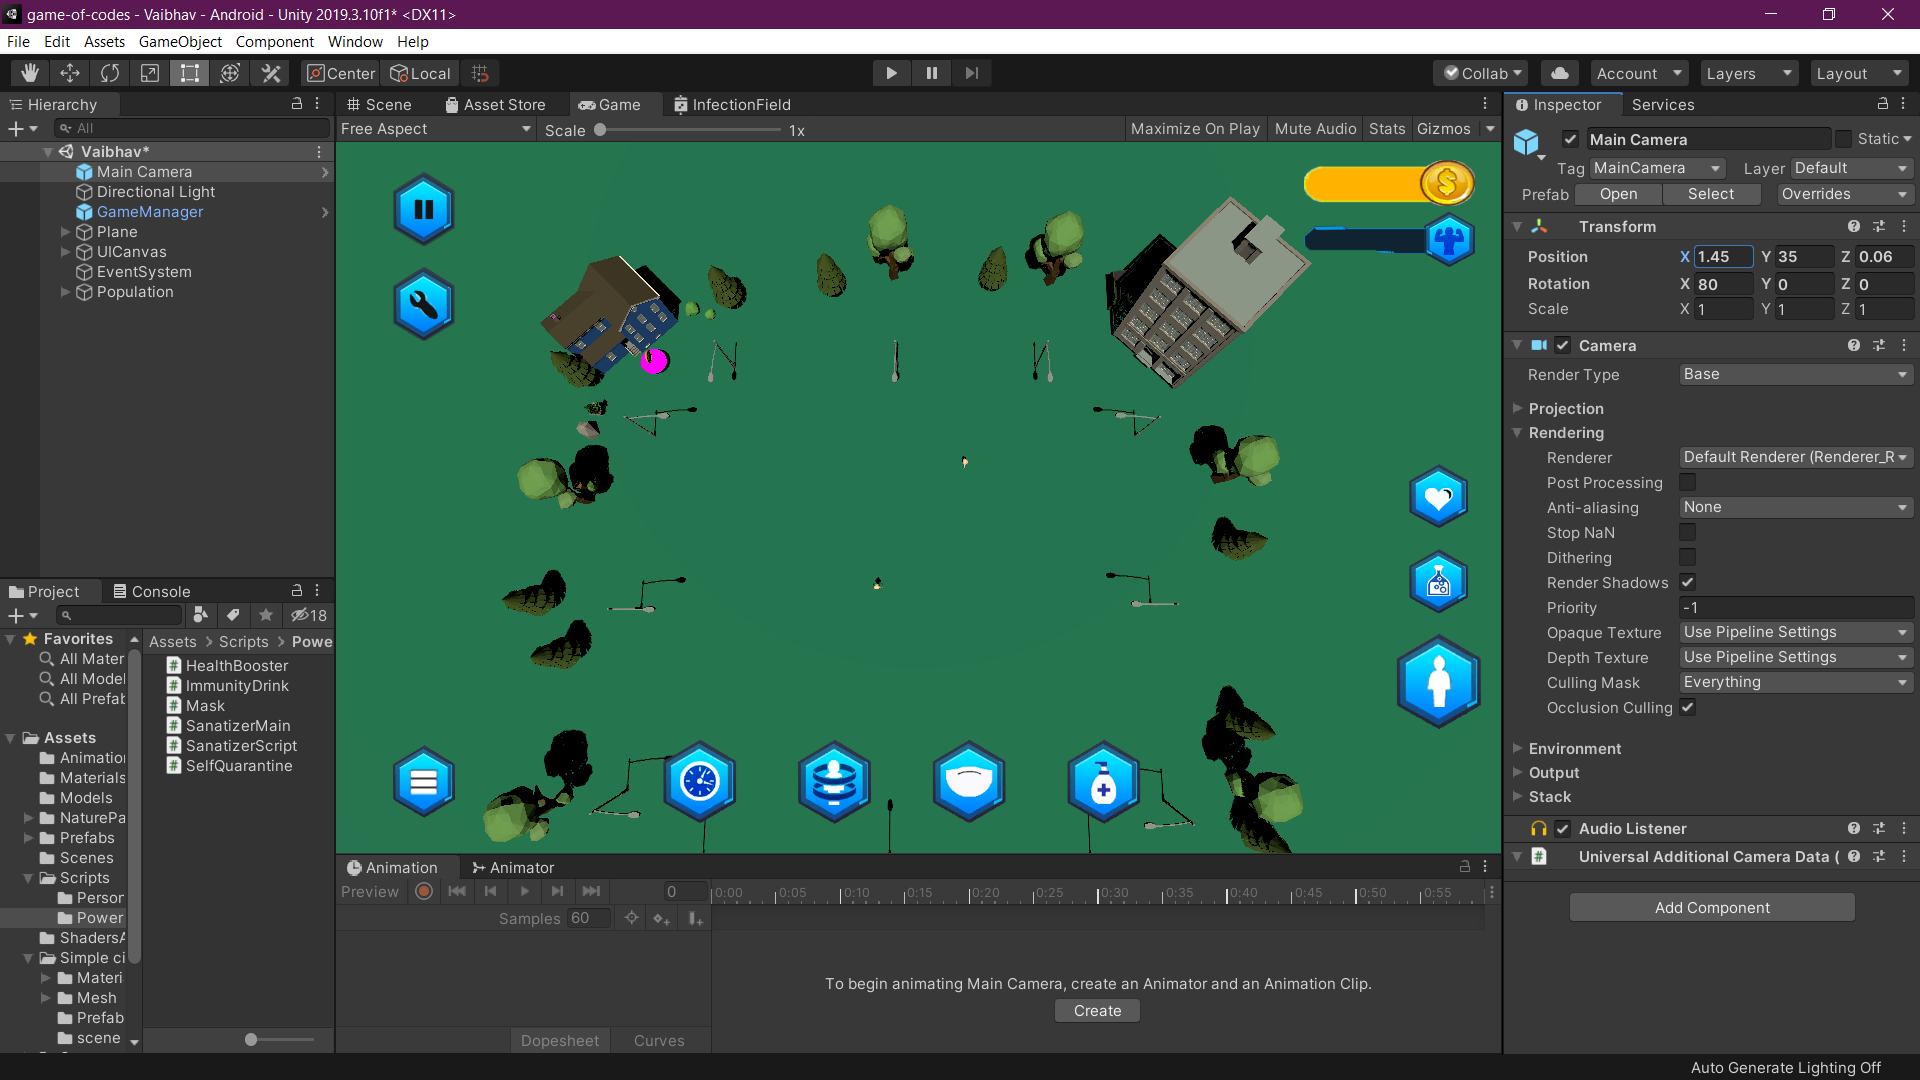 game-of-codes - Vaibhav - Android - Unity 2019.3.10f1* <DX11>
File Edit Assets GameObject Component Window Help
Center Local Collab Account Layers Layout
Hierarchy
All
Vaibhav*
Main Camera
Directional Light
GameManager
Plane
UICanvas
EventSystem
Population
Scene Asset Store Game InfectionField
Free Aspect Scale 1x Maximize On Play Mute Audio Stats Gizmos
Inspector Services
Main Camera Static
Tag MainCamera Layer Default
Prefab Open Select Overrides
Transform
Position X 1.45 Y 35 Z 0.06
Rotation X 80 Y 0 Z 0
Scale X 1 Y 1 Z 1
Camera
Render Type Base
Projection
Rendering
Renderer Default Renderer (Renderer_R
Post Processing
Anti-aliasing None
Stop NaN
Dithering
Render Shadows
Priority -1
Opaque Texture Use Pipeline Settings
Depth Texture Use Pipeline Settings
Culling Mask Everything
Occlusion Culling
Environment
Output
Stack
Audio Listener
Universal Additional Camera Data (
Add Component
Project Console
18
Favorites
All Mater
All Model
All Prefab
Assets
Animation
Materials
Models
NaturePa
Prefabs
Scenes
Scripts
Person
Power
ShadersA
Simple ci
Materi
Mesh
Prefab
scene
Assets > Scripts > Powe
HealthBooster
ImmunityDrink
Mask
SanatizerMain
SanatizerScript
SelfQuarantine
Animation Animator
Preview 0 0:00 0:05 0:10 0:15 0:20 0:25 0:30 0:35 0:40 0:45 0:50 0:55
Samples 60
To begin animating Main Camera, create an Animator and an Animation Clip.
Create
Dopesheet Curves
Auto Generate Lighting Off